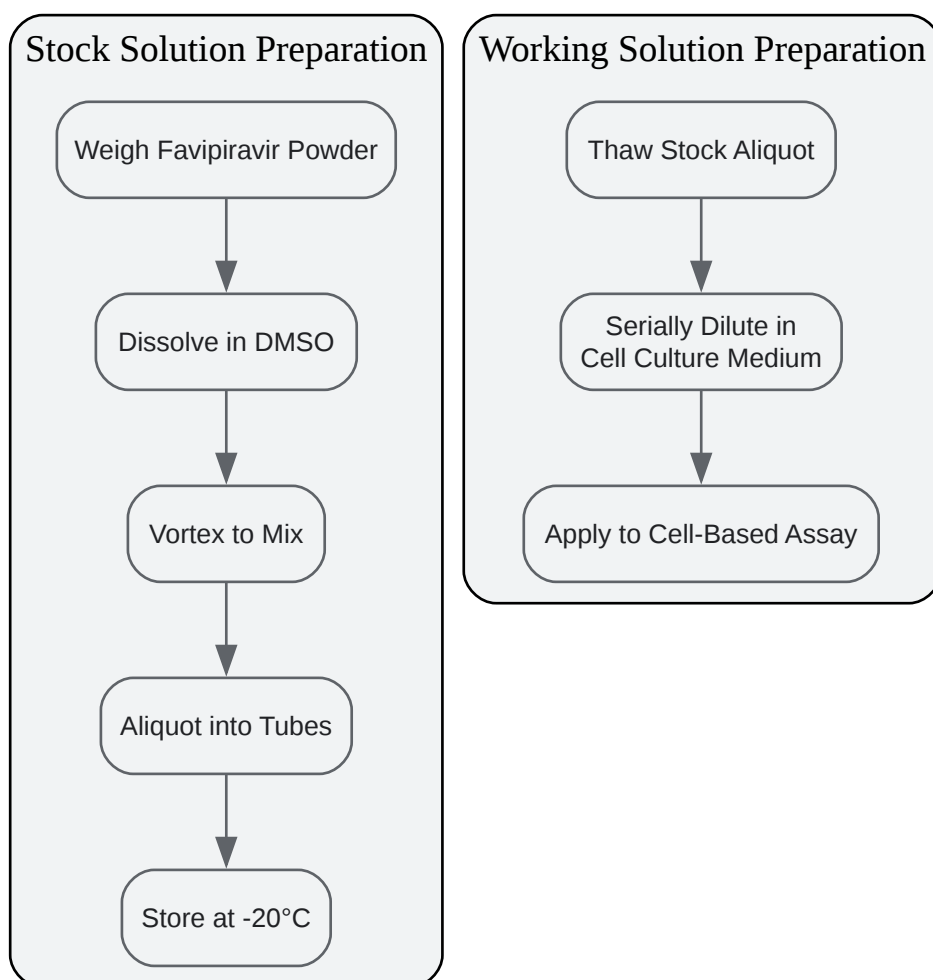 Stock Solution Preparation
Weigh Favipiravir Powder
Dissolve in DMSO
Vortex to Mix
Aliquot into Tubes
Store at -20°C
Working Solution Preparation
Thaw Stock Aliquot
Serially Dilute in
Cell Culture Medium
Apply to Cell-Based Assay